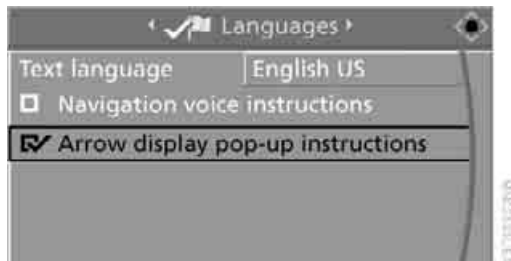 Languages
Text language English US
Navigation voice instructions
Arrow display pop-up instructions